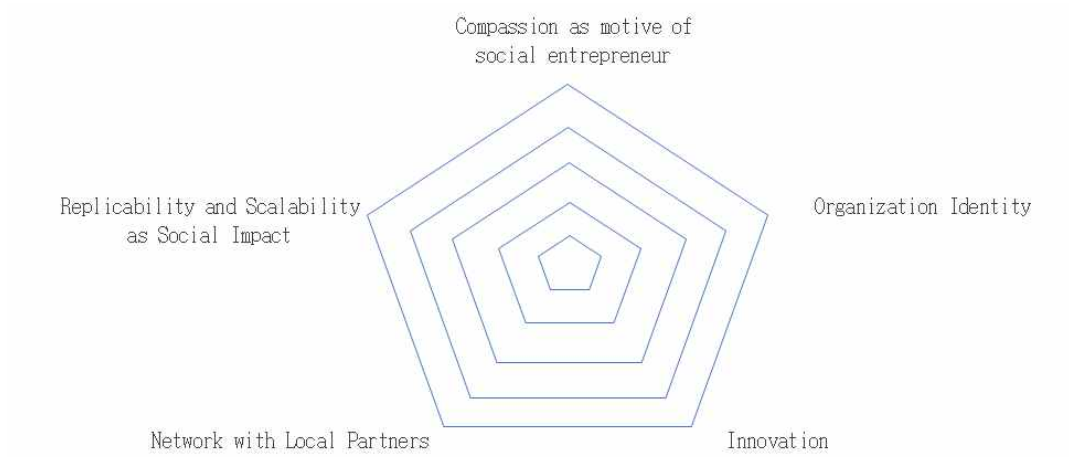 Compassion as motive of
social entrepreneur
Replicability and Scalability
as Social Impact
Organization Identity
Network with Local Partners
Innovation